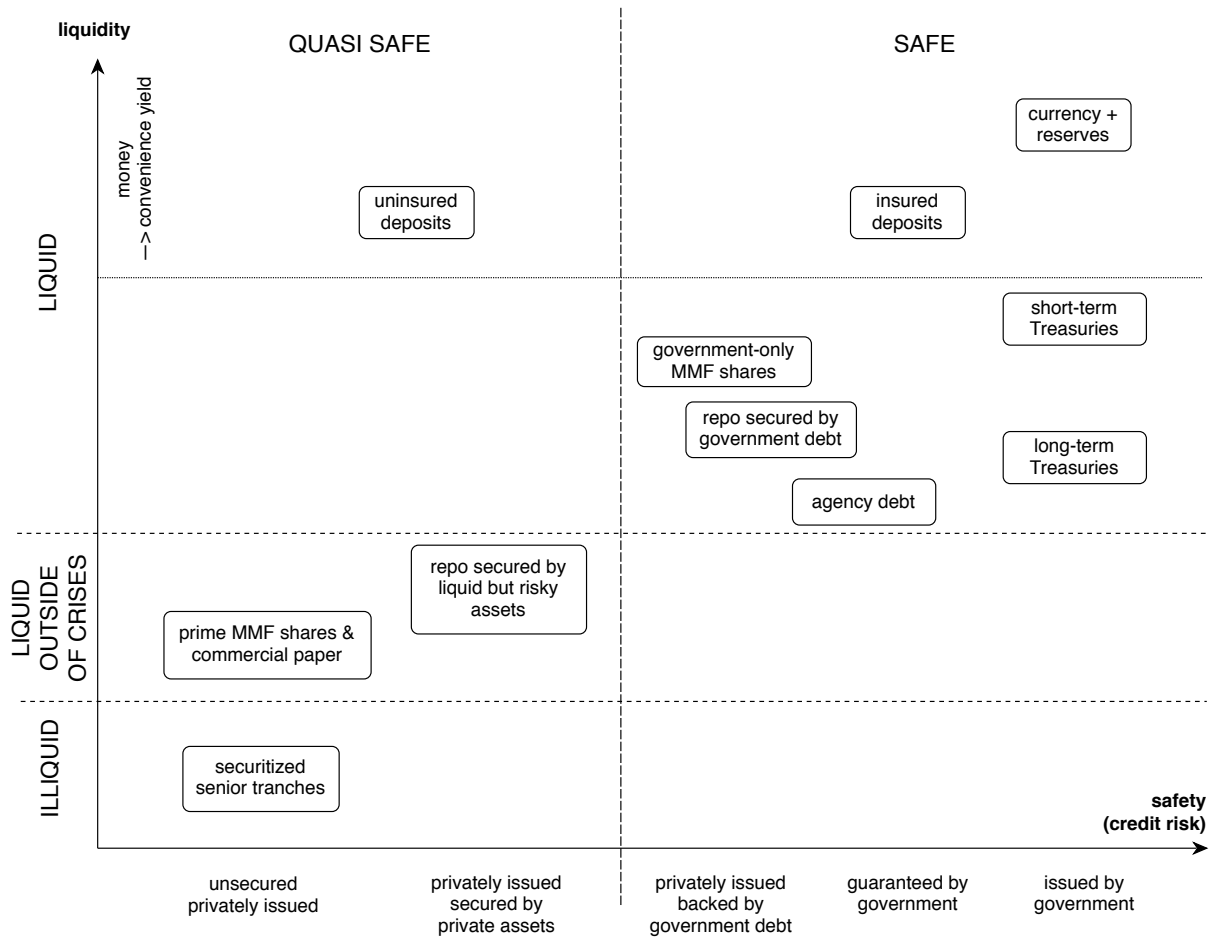 liquidity
QUASI SAFE
SAFE
money
—> convenience yield
currency +
reserves
uninsured
deposits
insured
deposits
LIQUID
short-term
Treasuries
government-only
MMF shares
repo secured by
government debt
long-term
Treasuries
agency debt
LIQUID
OUTSIDE
OF CRISES
repo secured by
liquid but risky
assets
prime MMF shares &
commercial paper
ILLIQUID
securitized
senior tranches
safety
(credit risk)
unsecured
privately issued
privately issued
secured by
private assets
privately issued
backed by
government debt
guaranteed by
government
issued by
government